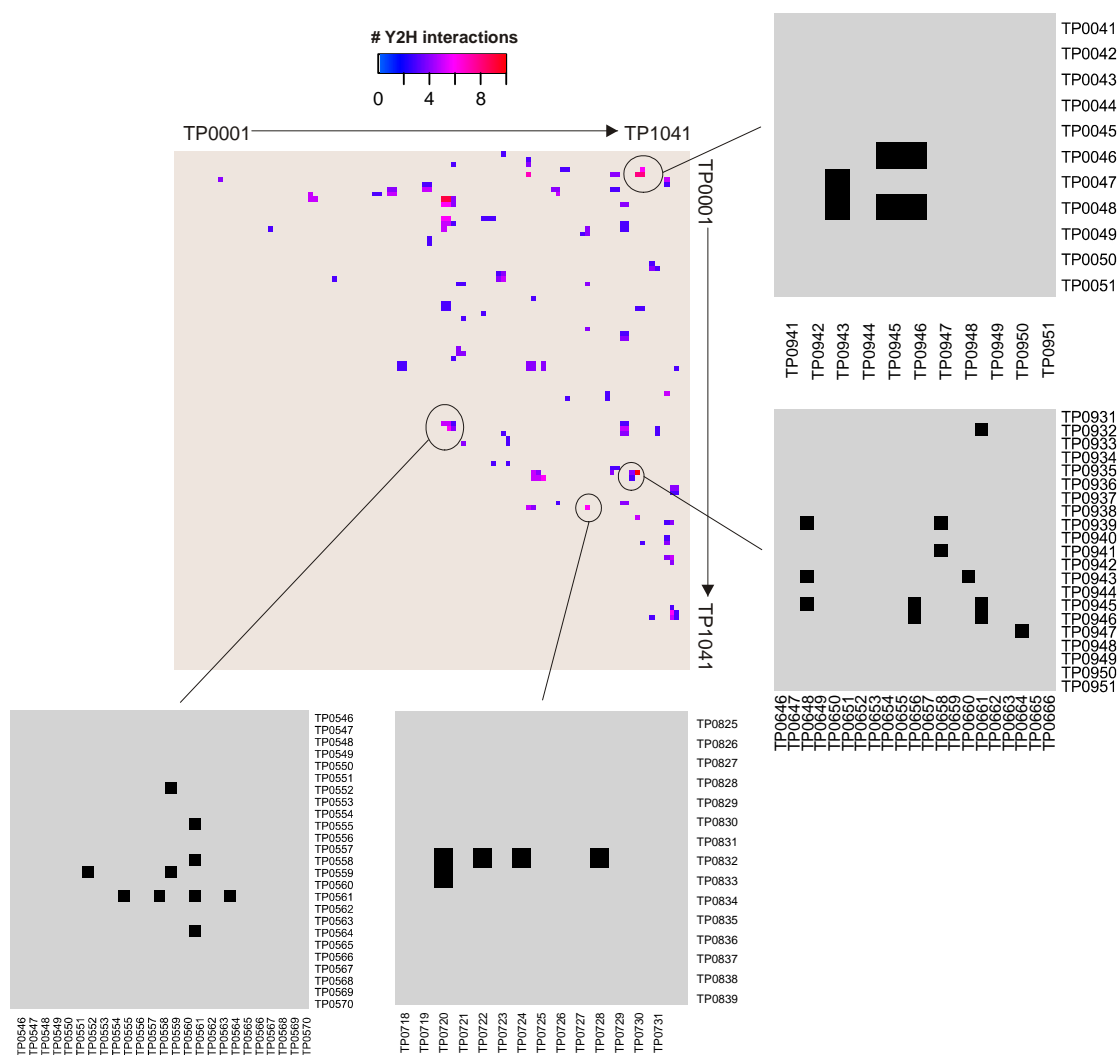 # Y2H interactions
0 4 8
TP0001 TP1041
TP0001
TP1041
TP0041
TP0042
TP0043
TP0044
TP0045
TP0046
TP0047
TP0048
TP0049
TP0050
TP0051
TP0941
TP0942
TP0943
TP0944
TP0945
TP0946
TP0947
TP0948
TP0949
TP0950
TP0951
TP0931
TP0932
TP0933
TP0934
TP0935
TP0936
TP0937
TP0938
TP0939
TP0940
TP0941
TP0942
TP0943
TP0944
TP0945
TP0946
TP0947
TP0948
TP0949
TP0950
TP0951
TP0646
TP0647
TP0648
TP0649
TP0650
TP0651
TP0652
TP0653
TP0654
TP0655
TP0656
TP0657
TP0658
TP0659
TP0660
TP0661
TP0662
TP0663
TP0664
TP0665
TP0666
TP0546
TP0547
TP0548
TP0549
TP0550
TP0551
TP0552
TP0553
TP0554
TP0555
TP0556
TP0557
TP0558
TP0559
TP0560
TP0561
TP0562
TP0563
TP0564
TP0565
TP0566
TP0567
TP0568
TP0569
TP0570
TP0546
TP0547
TP0548
TP0549
TP0550
TP0551
TP0552
TP0553
TP0554
TP0555
TP0556
TP0557
TP0558
TP0559
TP0560
TP0561
TP0562
TP0563
TP0564
TP0565
TP0566
TP0567
TP0568
TP0569
TP0570
TP0825
TP0826
TP0827
TP0828
TP0829
TP0830
TP0831
TP0832
TP0833
TP0834
TP0835
TP0836
TP0837
TP0838
TP0839
TP0718
TP0719
TP0720
TP0721
TP0722
TP0723
TP0724
TP0725
TP0726
TP0727
TP0728
TP0729
TP0730
TP0731